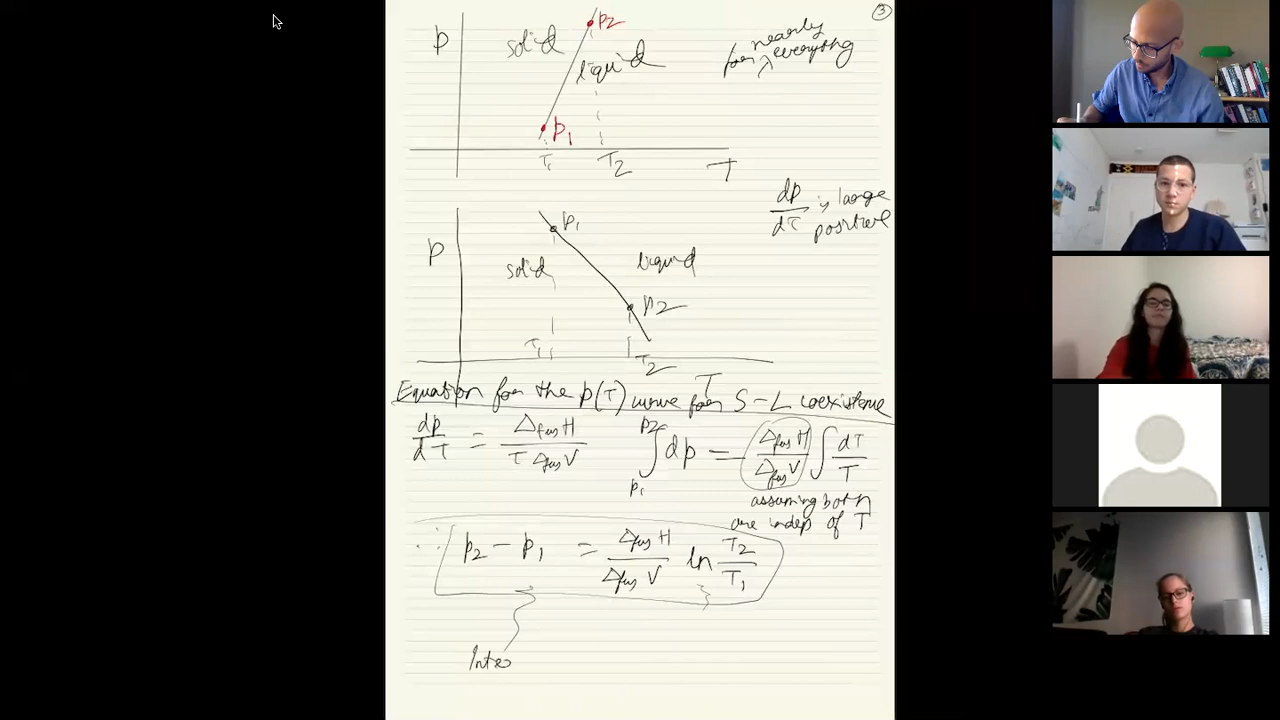 ③
p
solid
p2
liquid
for nearly everything
p1
T1
T2
T
dp/dT is large
positive
p
p1
solid
liquid
p2
T1
T2
T
Equation for the p(T) curve for S-L coexistence
dp/dT = ΔfusH / T ΔfusV
∫_{p1}^{p2} dp = ΔfusH/ΔfusV ∫ dT/T
assuming both
are indep of T
∴ p2 - p1 = ΔfusH/ΔfusV ln T2/T1
Inte